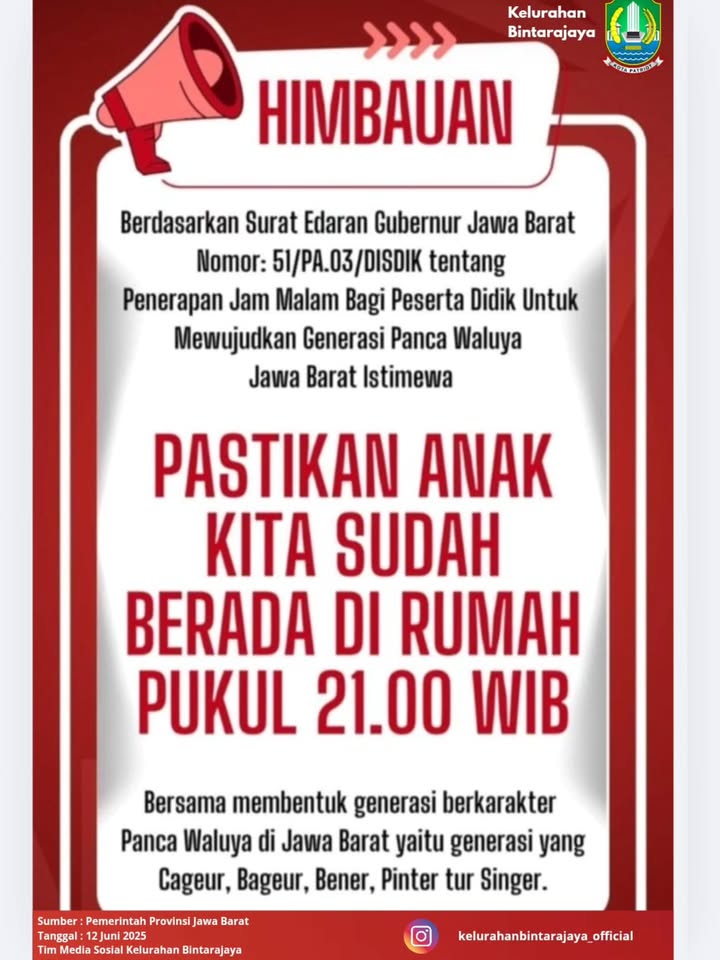 Kelurahan
Bintarajaya
KOTA PATRIOT
HIMBAUAN
Berdasarkan Surat Edaran Gubernur Jawa Barat
Nomor: 51/PA.03/DISDIK tentang
Penerapan Jam Malam Bagi Peserta Didik Untuk
Mewujudkan Generasi Panca Waluya
Jawa Barat Istimewa
PASTIKAN ANAK
KITA SUDAH
BERADA DI RUMAH
PUKUL 21.00 WIB
Bersama membentuk generasi berkarakter
Panca Waluya di Jawa Barat yaitu generasi yang
Cageur, Bageur, Bener, Pinter tur Singer.
Sumber : Pemerintah Provinsi Jawa Barat
Tanggal : 12 Juni 2025
Tim Media Sosial Kelurahan Bintarajaya
kelurahanbintarajaya_official